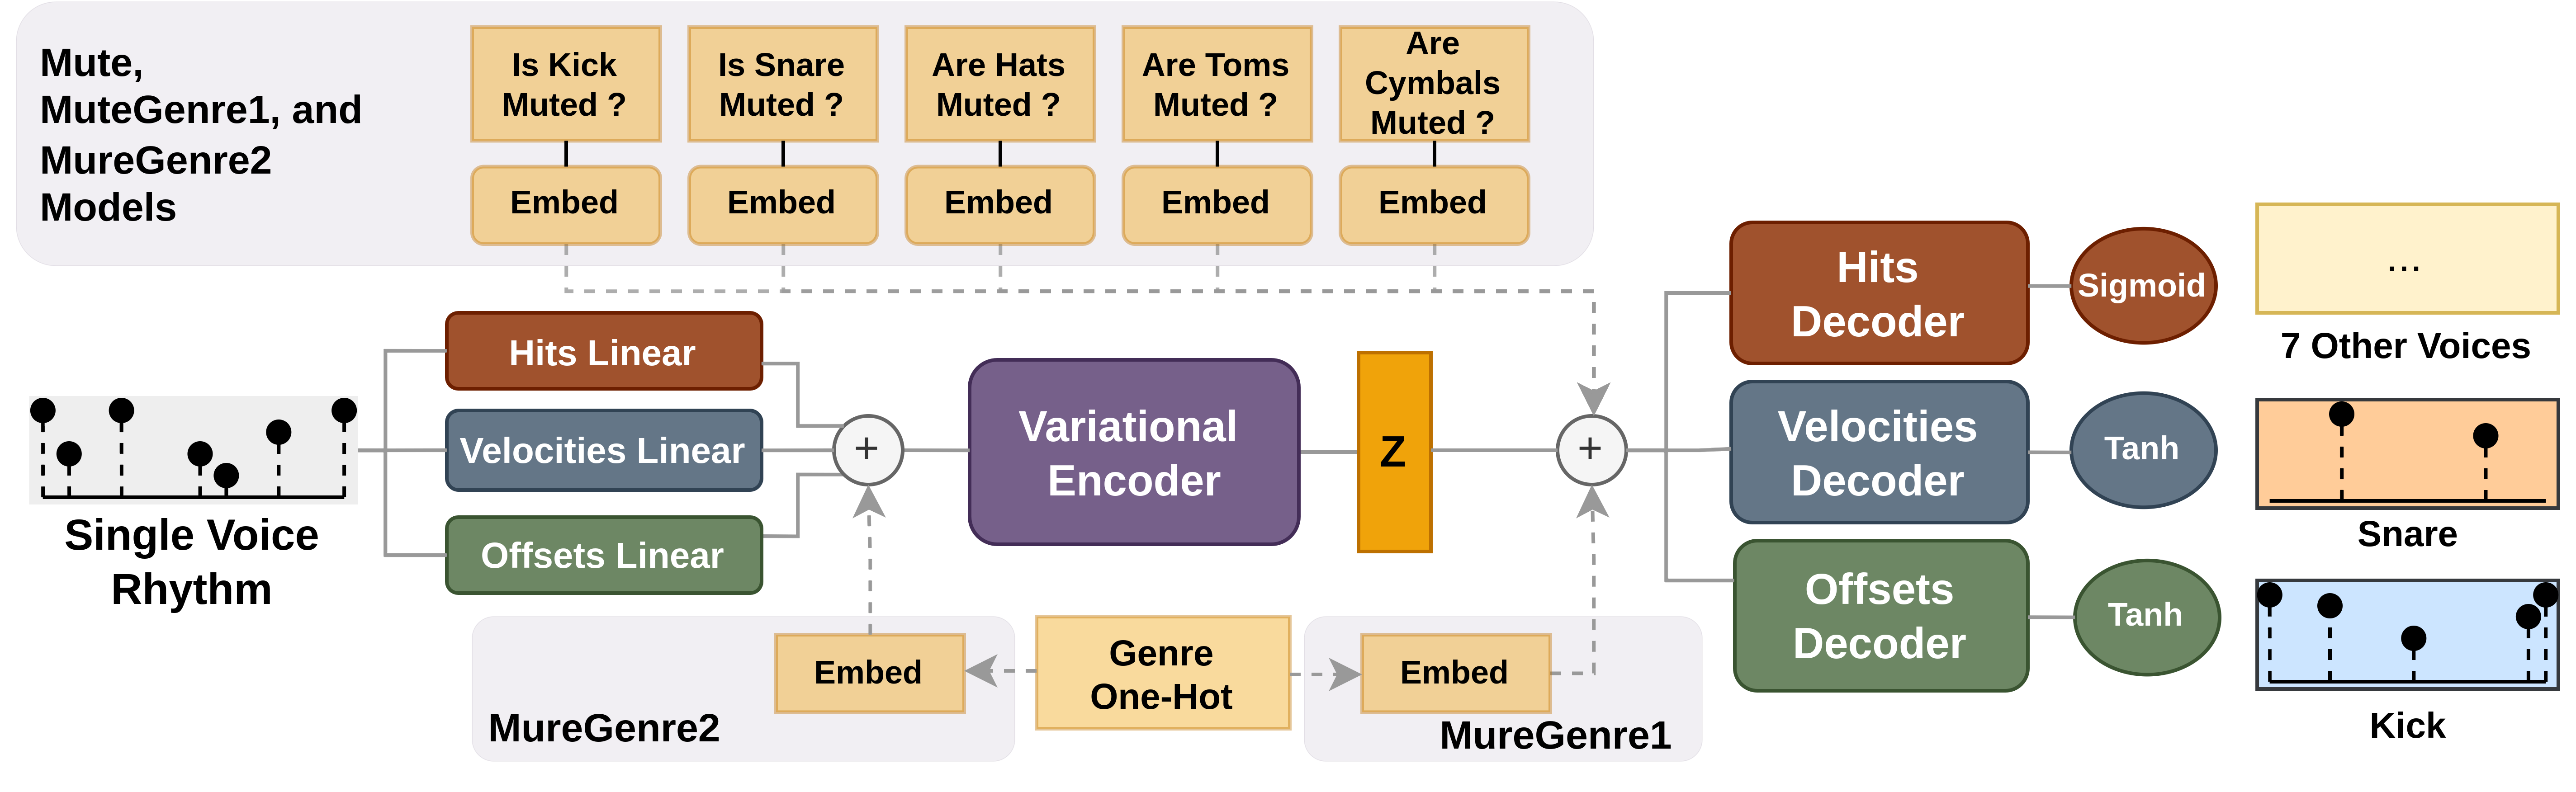 Mute,
MuteGenre1, and
MureGenre2
Models
Is Kick
Muted ?
Is Snare
Muted ?
Are Hats
Muted ?
Are Toms
Muted ?
Are
Cymbals
Muted ?
Embed
Embed
Embed
Embed
Embed
Single Voice
Rhythm
Hits Linear
Velocities Linear
Offsets Linear
+
Variational
Encoder
Z
+
Hits
Decoder
Velocities
Decoder
Offsets
Decoder
Sigmoid
Tanh
Tanh
...
7 Other Voices
Snare
Kick
Embed
MureGenre2
Genre
One-Hot
Embed
MureGenre1